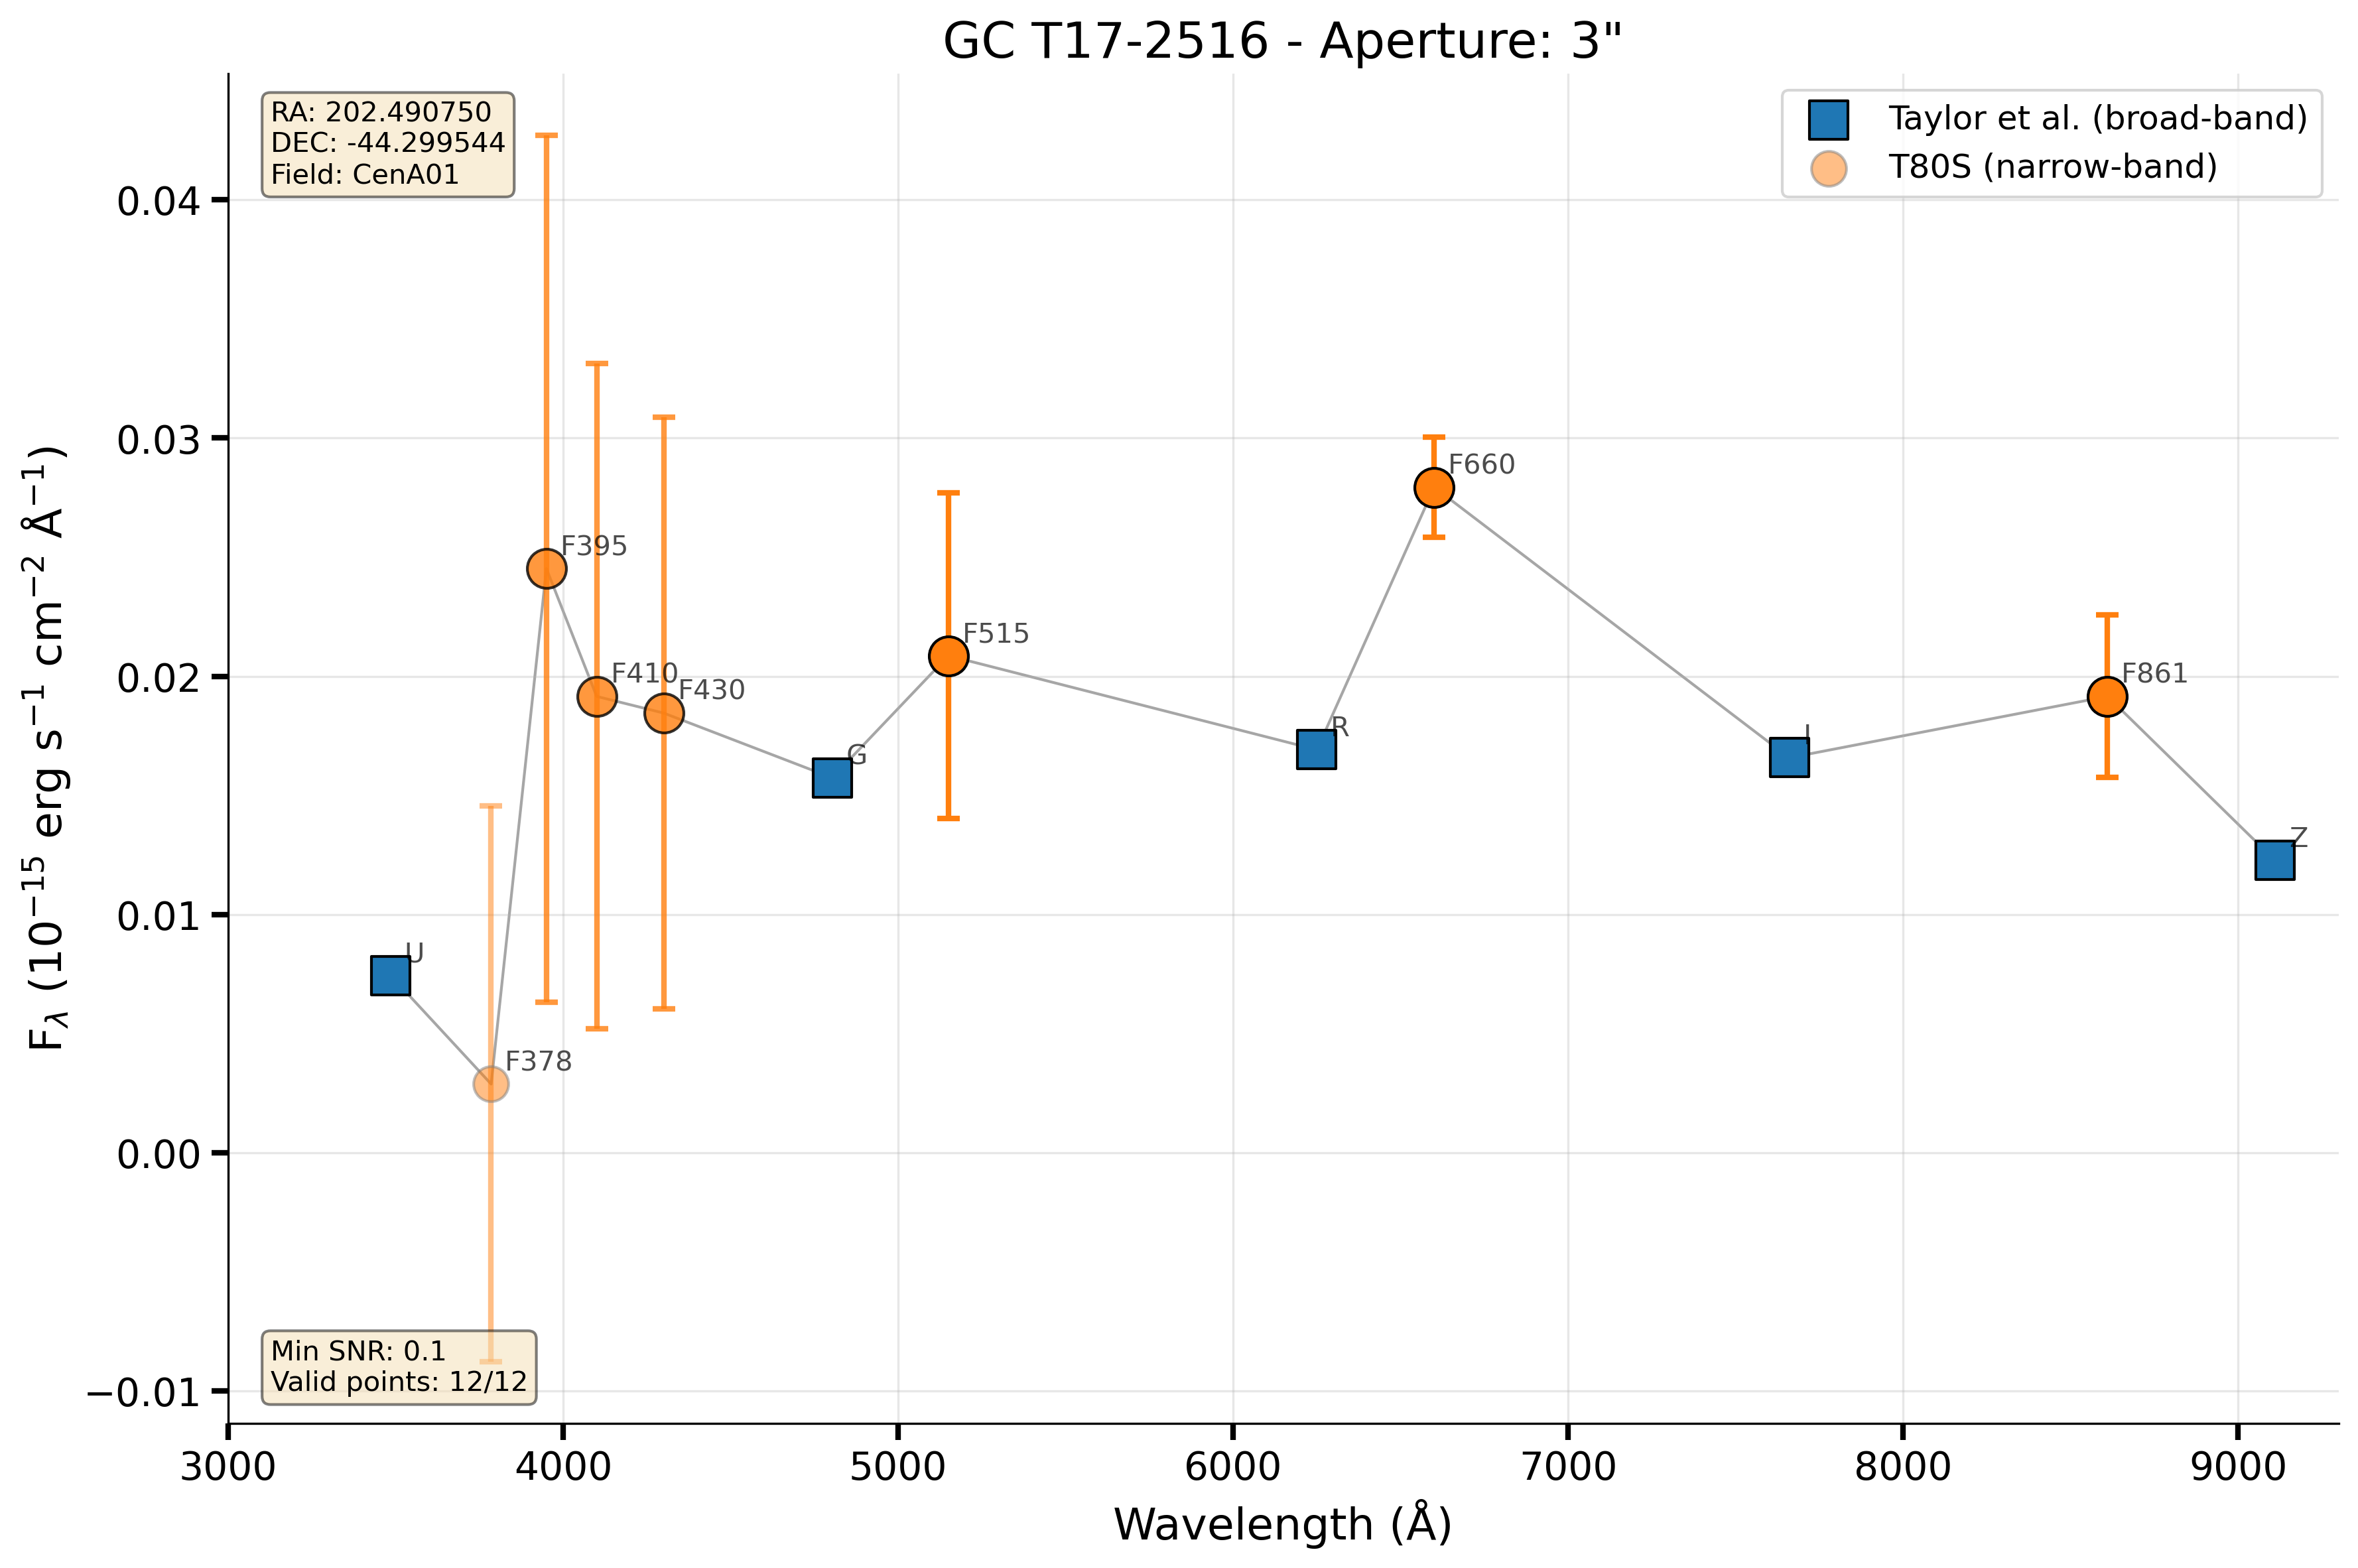 GC T17-2516 - Aperture: 3"
RA: 202.490750
DEC: -44.299544
Field: CenA01
Taylor et al. (broad-band)
T80S (narrow-band)
F_λ (10⁻¹⁵ erg s⁻¹ cm⁻² Å⁻¹)
0.04
0.03
0.02
0.01
0.00
−0.01
U
F378
F395
F410
F430
G
F515
R
F660
I
F861
Z
Min SNR: 0.1
Valid points: 12/12
3000
4000
5000
6000
7000
8000
9000
Wavelength (Å)